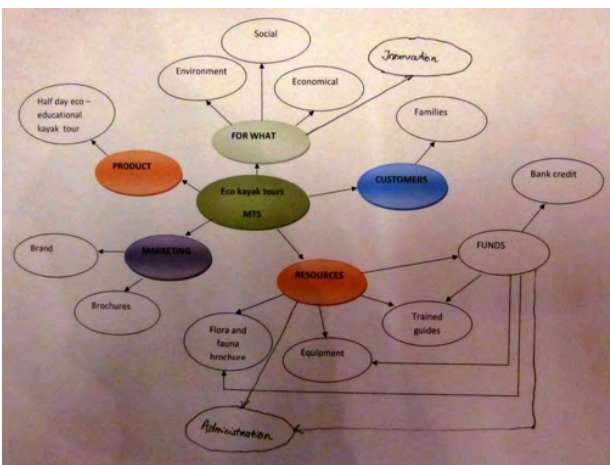 Social
Innovation
Environment
Economical
Half day eco –
educational
kayak tour
FOR WHAT
Families
PRODUCT
CUSTOMERS
Bank credit
Eco kayak tours
MTS
Brand
MARKETING
FUNDS
RESOURCES
Brochures
Flora and
fauna
brochure
Equipment
Trained
guides
Administration